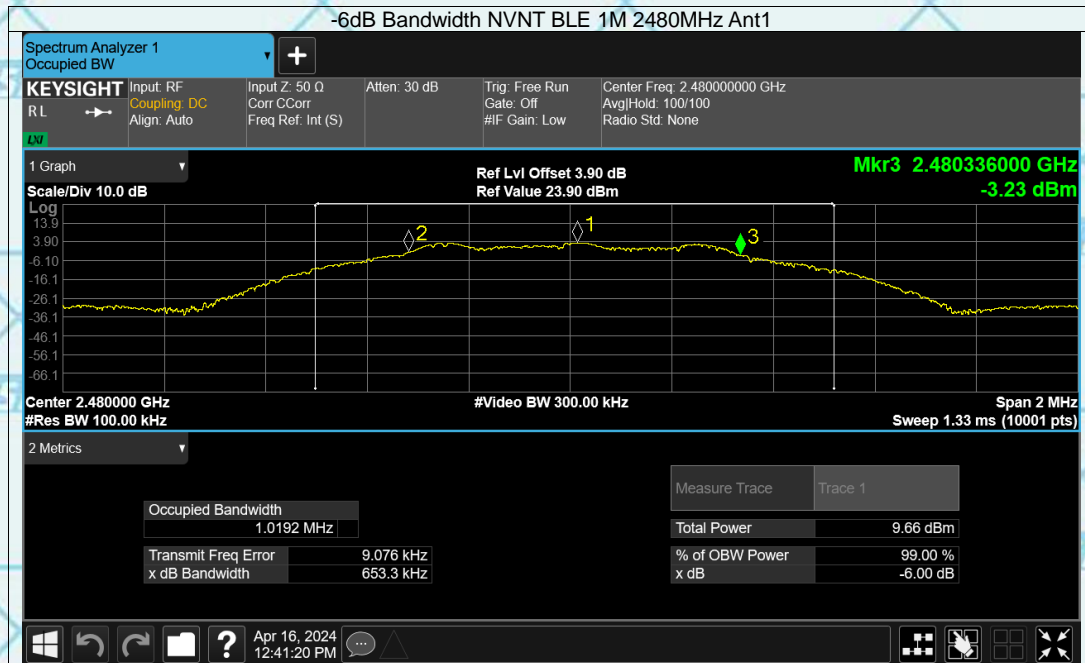 -6dB Bandwidth NVNT BLE 1M 2480MHz Ant1
Spectrum Analyzer 1
Occupied BW
KEYSIGHT
RL
LXI
Input: RF
Coupling: DC
Align: Auto
Input Z: 50 Ω
Corr CCorr
Freq Ref: Int (S)
Atten: 30 dB
Trig: Free Run
Gate: Off
#IF Gain: Low
Center Freq: 2.480000000 GHz
Avg|Hold: 100/100
Radio Std: None
1 Graph
Scale/Div 10.0 dB
Ref Lvl Offset 3.90 dB
Ref Value 23.90 dBm
Mkr3 2.480336000 GHz
-3.23 dBm
Log
13.9
3.90
-6.10
-16.1
-26.1
-36.1
-46.1
-56.1
-66.1
2
1
3
Center 2.480000 GHz
#Video BW 300.00 kHz
Span 2 MHz
#Res BW 100.00 kHz
Sweep 1.33 ms (10001 pts)
2 Metrics
Occupied Bandwidth
1.0192 MHz
Transmit Freq Error 9.076 kHz
x dB Bandwidth 653.3 kHz
Measure Trace Trace 1
Total Power 9.66 dBm
% of OBW Power 99.00 %
x dB -6.00 dB
?
Apr 16, 2024
12:41:20 PM